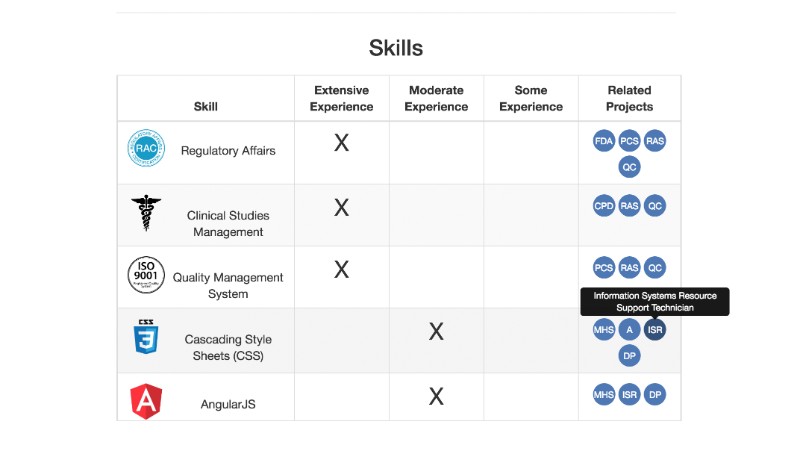 Skills
Skill
Extensive Experience
Moderate Experience
Some Experience
Related Projects
RAC
Regulatory Affairs
X
FDA PCS RAS
QC
Clinical Studies
Management
X
CPD RAS QC
ISO
9001
Quality Management
System
X
PCS RAS QC
Information Systems Resource
Support Technician
CSS
3
Cascading Style
Sheets (CSS)
X
MHS A ISR
DP
A
AngularJS
X
MHS ISR DP